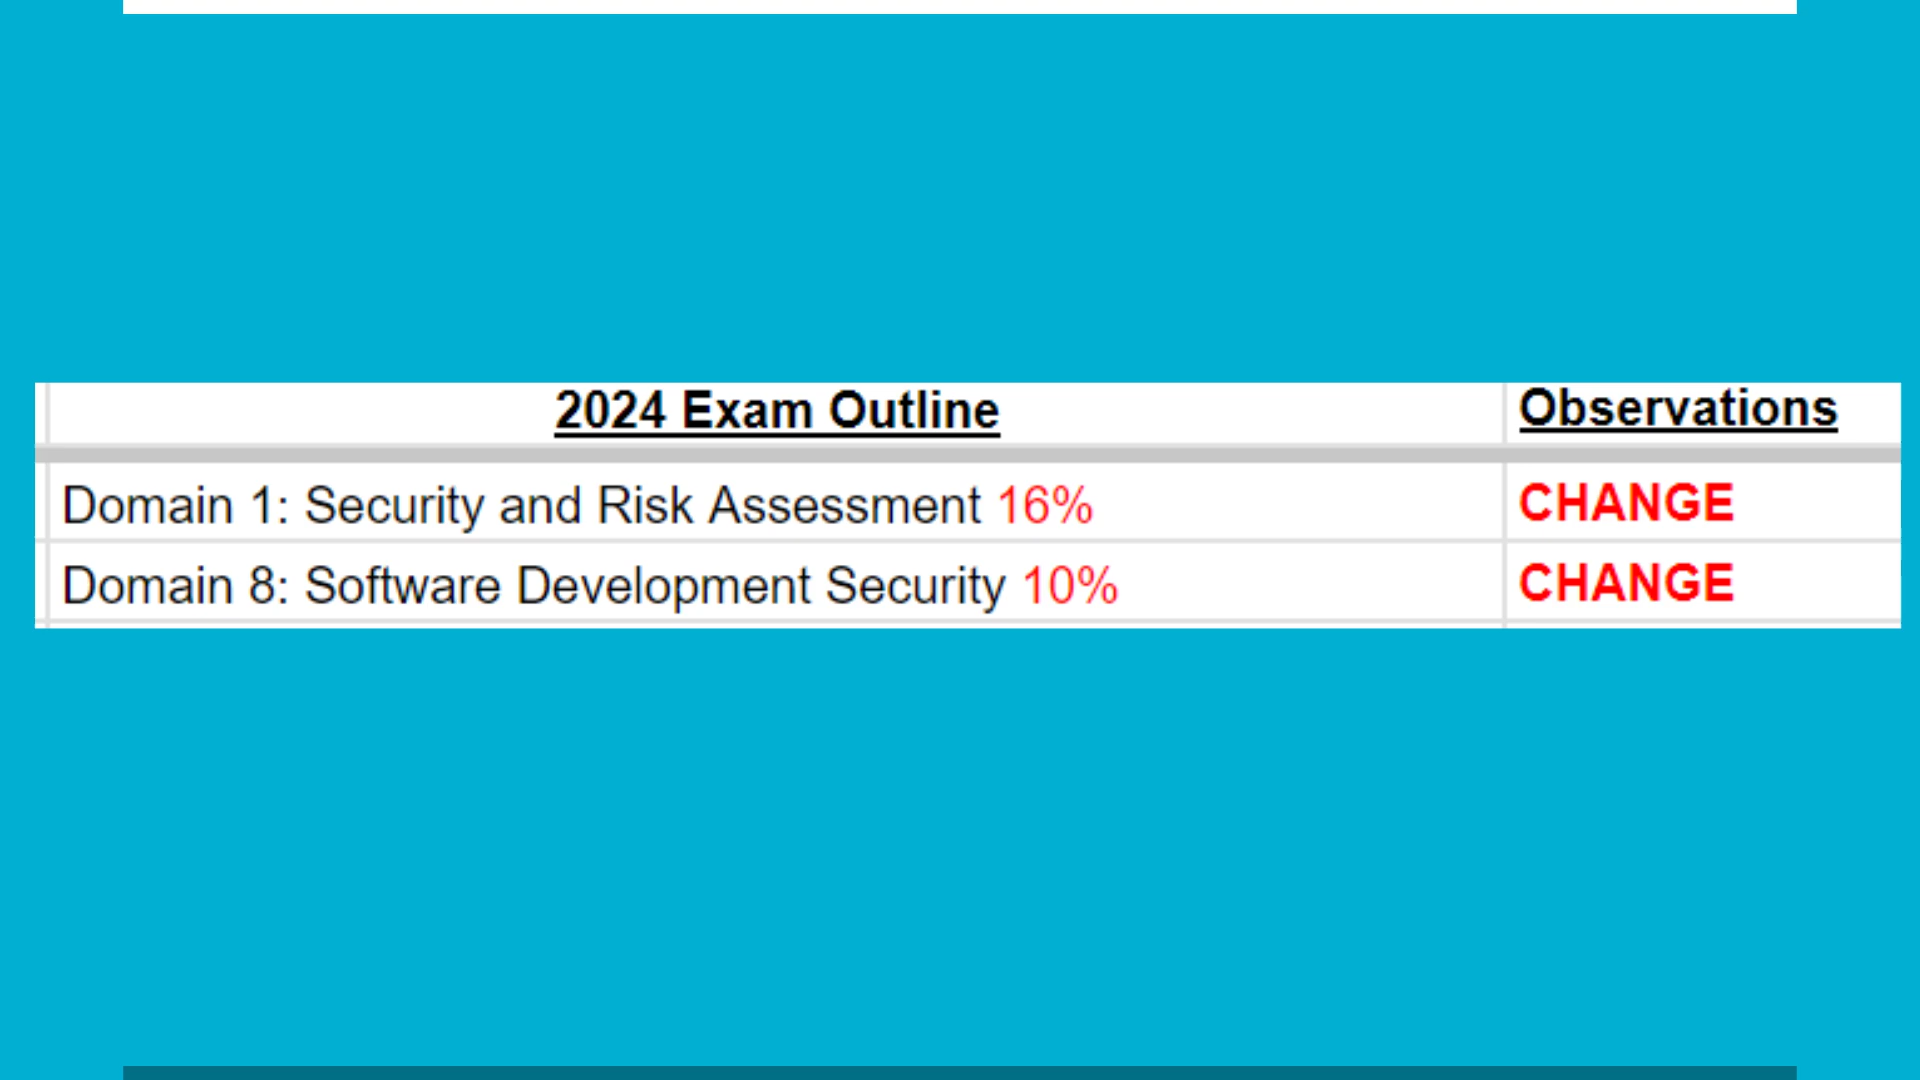 2024 Exam Outline Observations
Domain 1: Security and Risk Assessment 16% CHANGE
Domain 8: Software Development Security 10% CHANGE